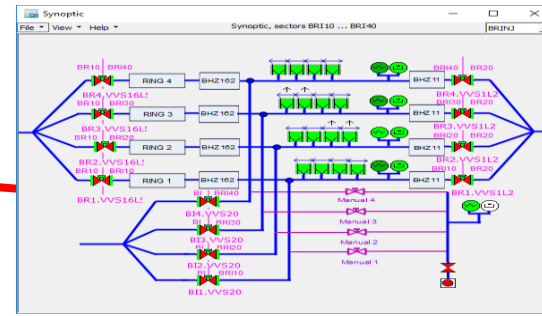 Synoptic
File View Help Synoptic, sectors BRI10 ... BRI40 BRINJ
BR10 BRI40 BRI40 BR20
RING 4 BHZ162 BHZ11
BR4.VVS16L! BR4.VVS1L2
BR10 BRI30 BRI30 BR20
RING 3 BHZ162 BHZ11
BR3.VVS16L! BR3.VVS1L2
BR10 BRI20 BRI20 BR20
RING 2 BHZ162 BHZ11
BR2.VVS16L! BR2.VVS1L2
BR10 BRI10 BRI10 BR20
RING 1 BHZ162 BHZ11
BR1.VVS16L! BR1.VVS1L2
BI BRI40
Manual 4
BI4.VVS20
BI BRI30
Manual 3
BI3.VVS20
BI BRI20
Manual 2
BI2.VVS20
BI BRI10
Manual 1
BI1.VVS20